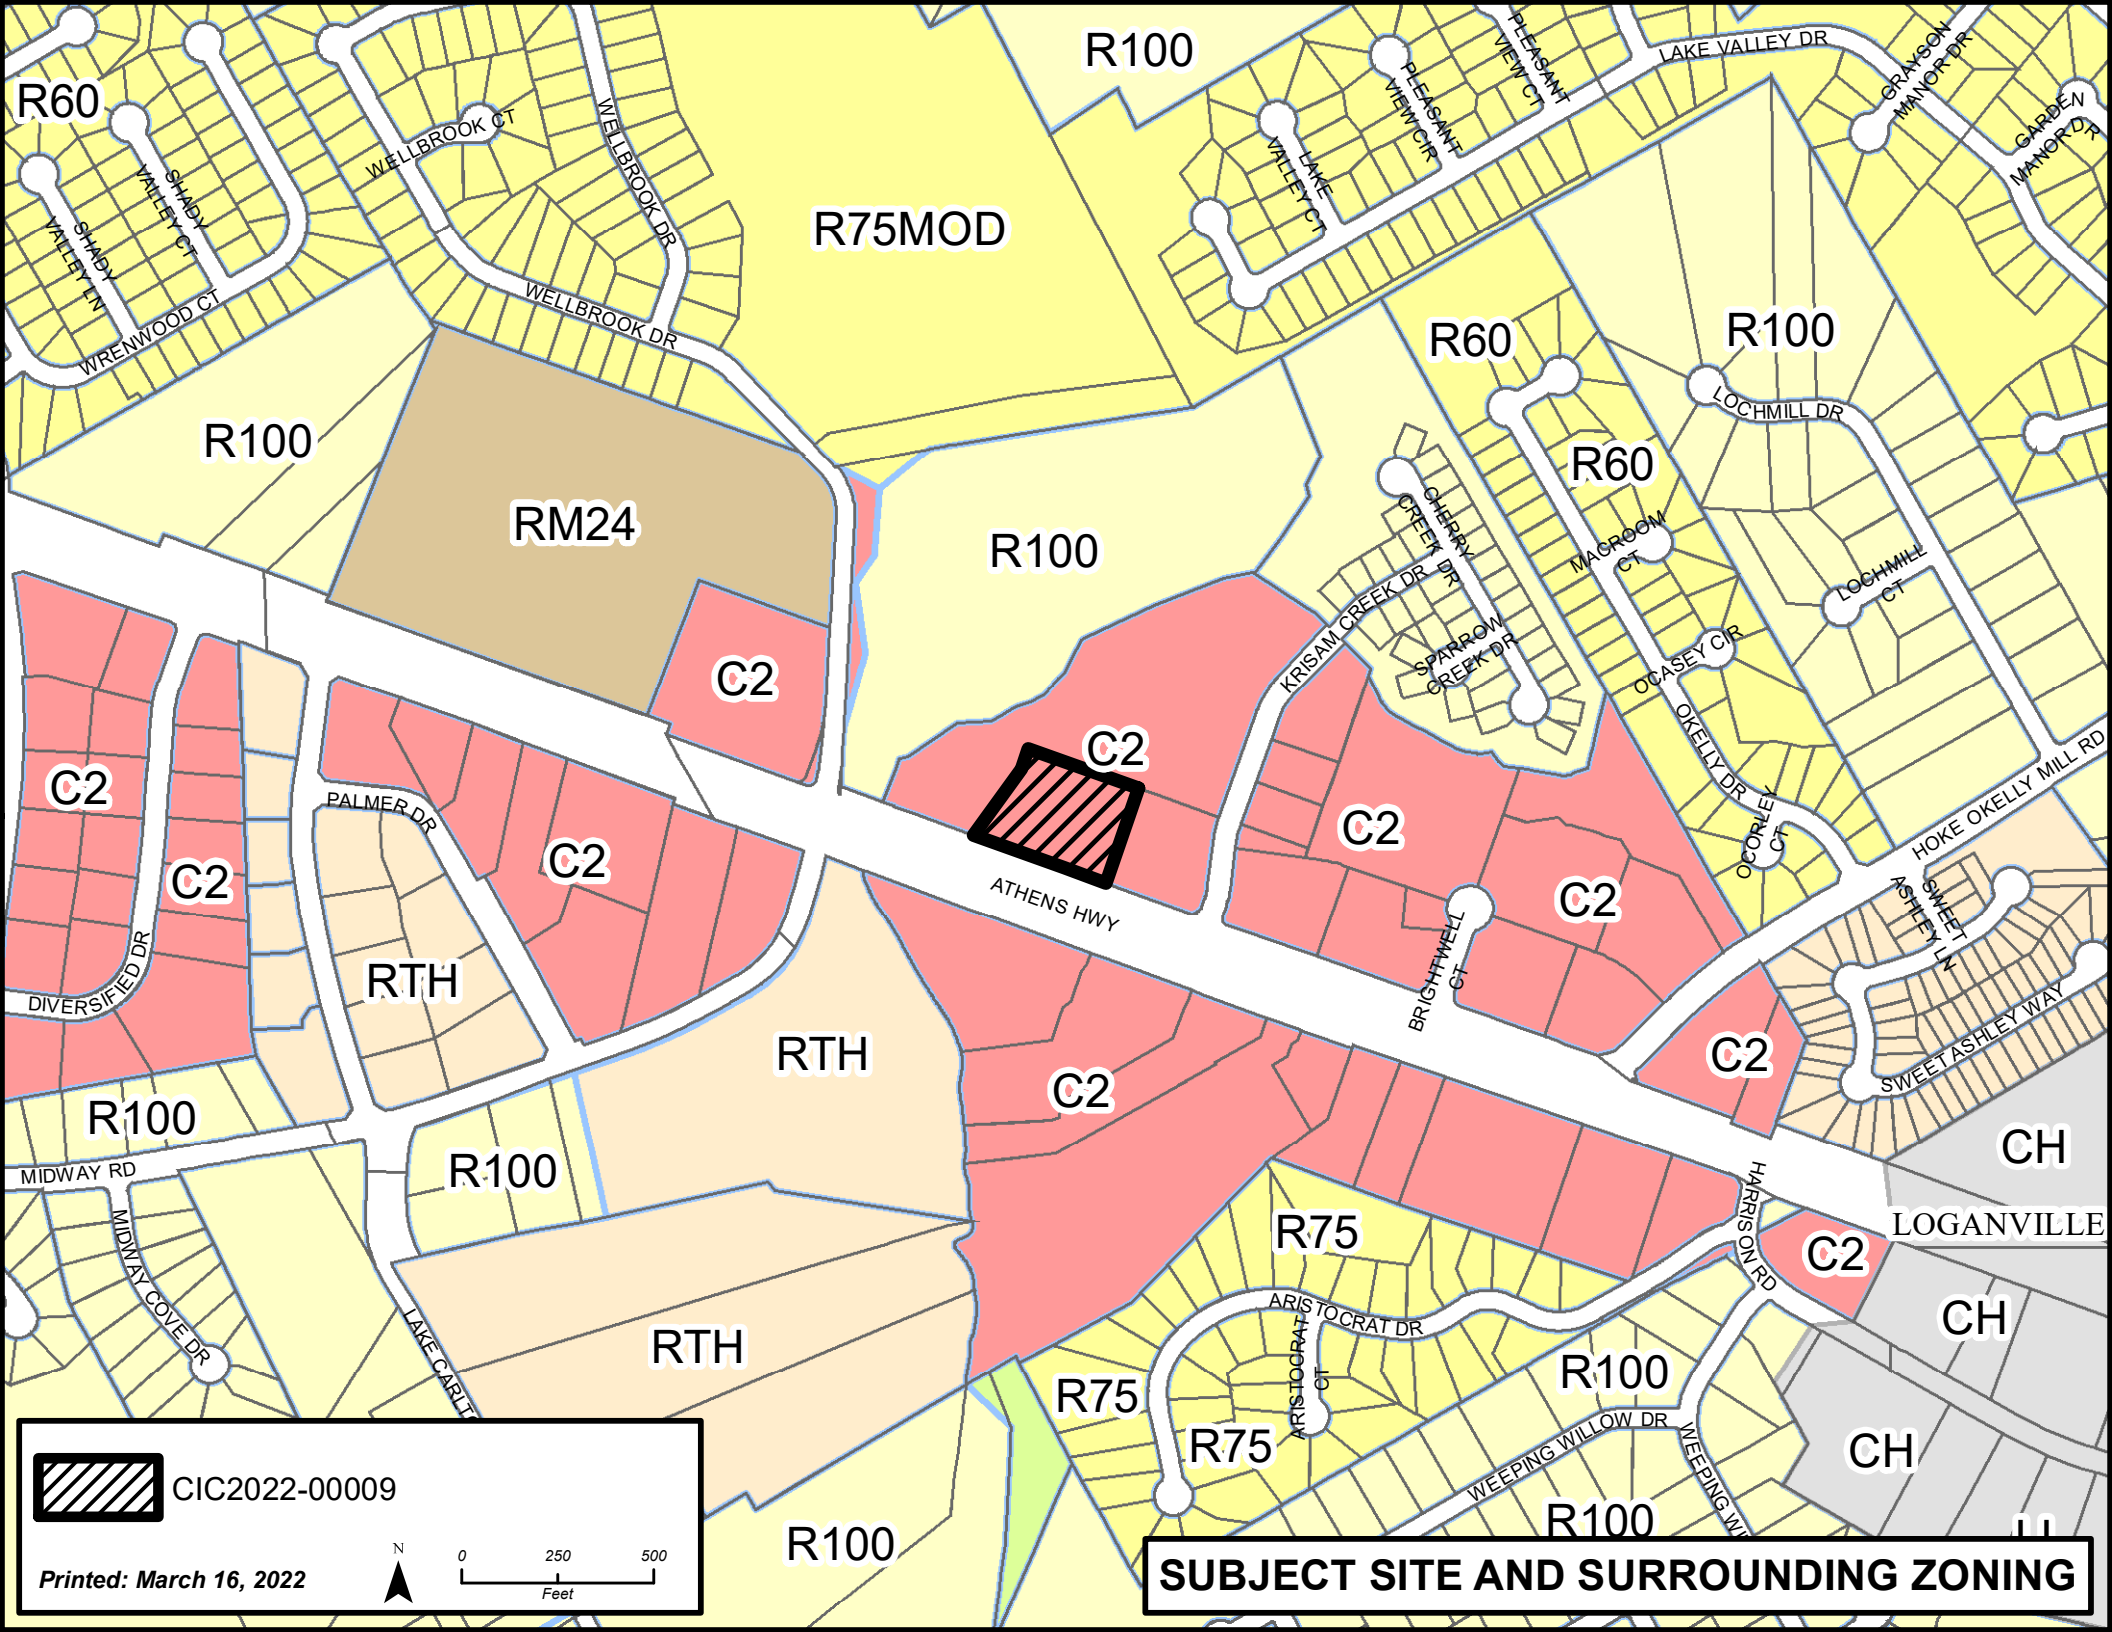 R100
LAKE VALLEY DR
PLEASANT
VIEW CT
PLEASANT
VIEW CIR
GRAYSON
MANOR DR
GARDEN
MANOR DR
R60
WELLBROOK CT
WELLBROOK DR
LAKE
VALLEY CT
SHADY
VALLEY CT
SHADY
VALLEY LN
R75MOD
WRENWOOD CT
WELLBROOK DR
R60
R100
LOCHMILL DR
R100
R60
RM24
R100
CHERRY
CREEK DR
MACROOM
CT
LOCHMILL
CT
KRISAM CREEK DR
SPARROW
CREEK DR
OCASEY CIR
C2
C2
OKELLY DR
HOKE OKELLY MILL RD
C2
PALMER DR
C2
OCORLEY
CT
C2
C2
ATHENS HWY
C2
SWEET
ASHLEY LN
BRIGHTWELL
CT
DIVERSIFIED DR
RTH
RTH
C2
C2
SWEET ASHLEY WAY
R100
R100
CH
MIDWAY RD
MIDWAY COVE DR
HARRISON RD
LOGANVILLE
R75
C2
ARISTOCRAT DR
LAKE CARLT
RTH
ARISTOCRAT
CT
CH
R75
R100
R75
WEEPING WILLOW DR
WEEPING WI
CH
R100
R100
CIC2022-00009
N
0 250 500
Feet
Printed: March 16, 2022
SUBJECT SITE AND SURROUNDING ZONING